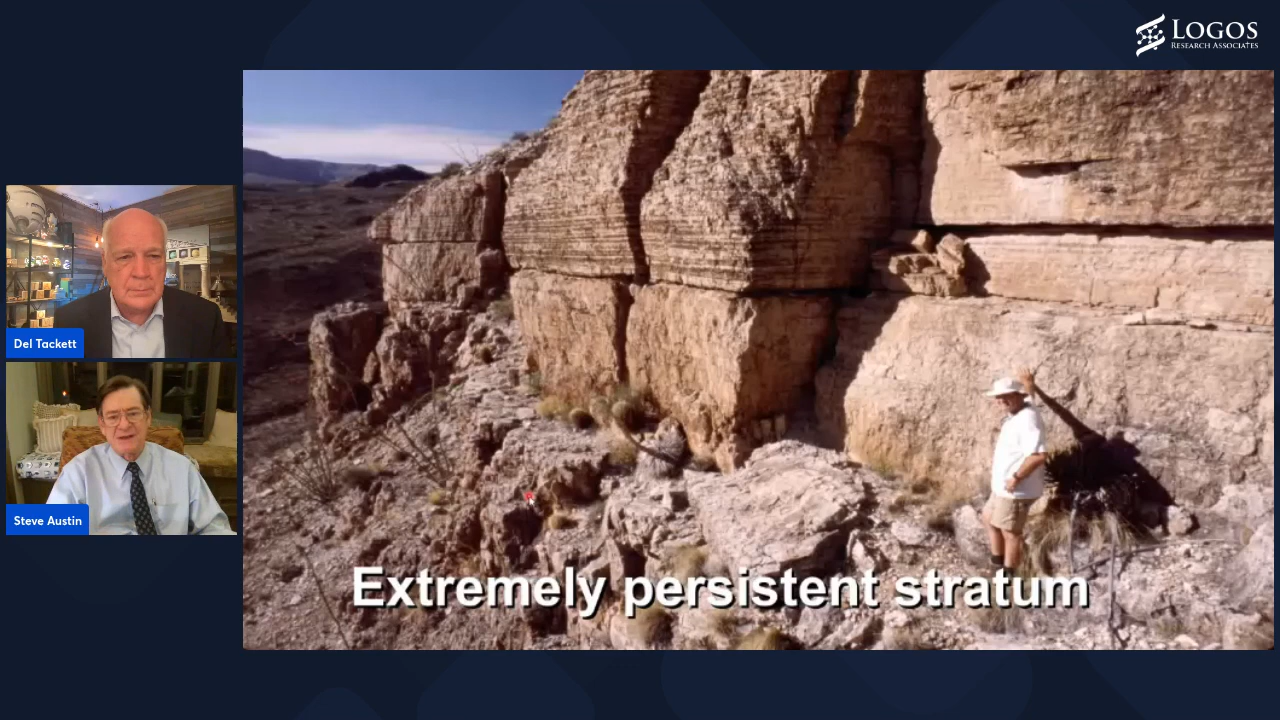 LOGOS
RESEARCH ASSOCIATES
Del Tackett
Steve Austin
Extremely persistent stratum